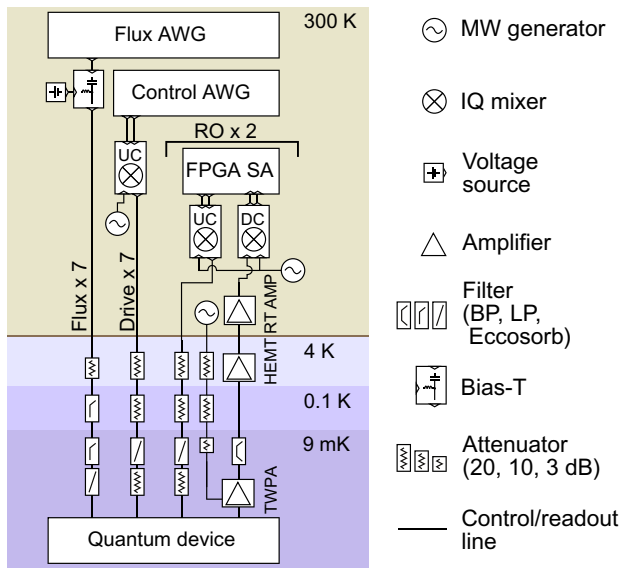 300 K
Flux AWG
Control AWG
RO x 2
UC
FPGA SA
UC
DC
Flux x 7
Drive x 7
HEMT RT AMP
4 K
0.1 K
9 mK
TWPA
Quantum device
MW generator
IQ mixer
Voltage
source
Amplifier
Filter
(BP, LP,
Eccosorb)
Bias-T
Attenuator
(20, 10, 3 dB)
Control/readout
line